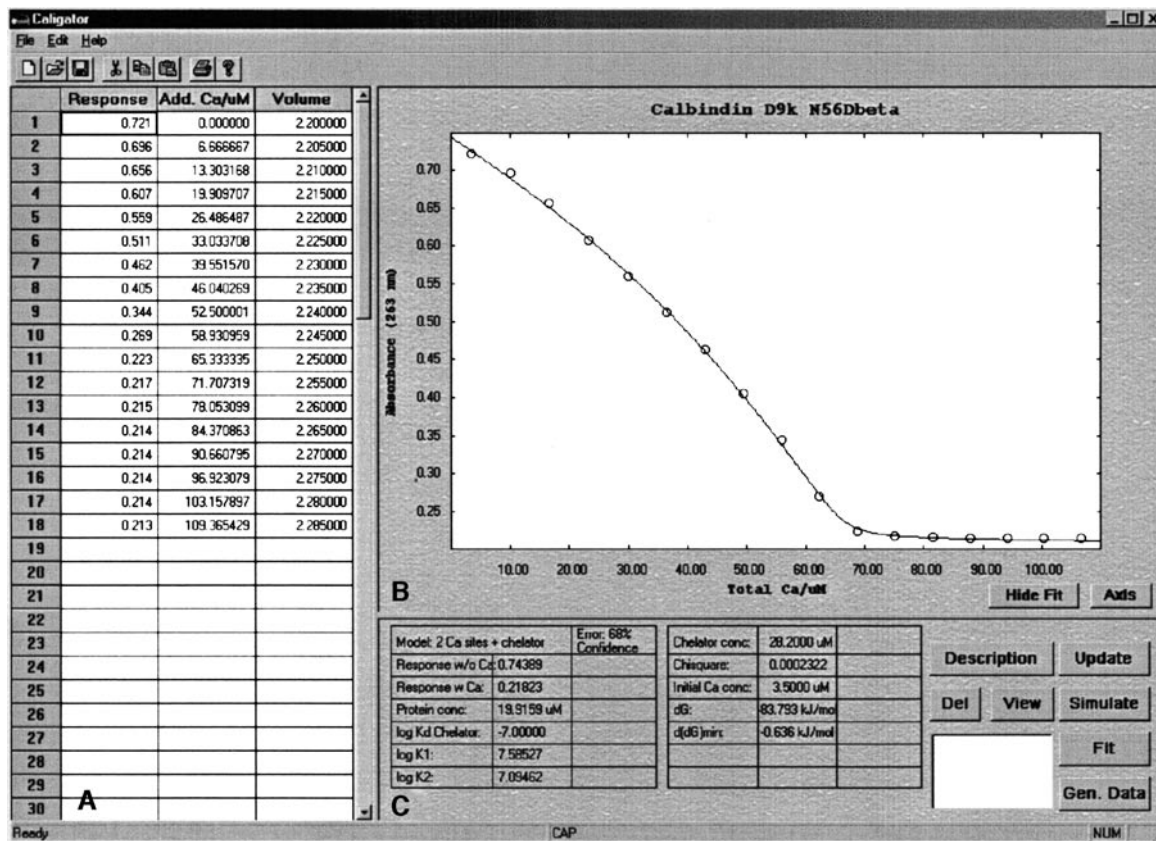 Caligator
File Edit Help
Response Add. Ca/uM Volume
1 0.721 0.000000 2.200000
2 0.696 6.666667 2.205000
3 0.656 13.303168 2.210000
4 0.607 19.909707 2.215000
5 0.559 26.486487 2.220000
6 0.511 33.033708 2.225000
7 0.462 39.551570 2.230000
8 0.405 46.040269 2.235000
9 0.344 52.500001 2.240000
10 0.269 58.930959 2.245000
11 0.223 65.333335 2.250000
12 0.217 71.707319 2.255000
13 0.215 78.053099 2.260000
14 0.214 84.370863 2.265000
15 0.214 90.660795 2.270000
16 0.214 96.923079 2.275000
17 0.214 103.157897 2.280000
18 0.213 109.365429 2.285000
19
20
21
22
23
24
25
26
27
28
29
30
A
Calbindin D9k N56Dbeta
Absorbance (263 nm)
0.70
0.65
0.60
0.55
0.50
0.45
0.40
0.35
0.30
0.25
10.00 20.00 30.00 40.00 50.00 60.00 70.00 80.00 90.00 100.00
Total Ca/uM
B
Hide Fit Axis
Model: 2 Ca sites + chelator Error: 68% Confidence
Response w/o Ca: 0.74389
Response w Ca: 0.21823
Protein conc: 19.9159 uM
log Kd Chelator: -7.00000
log K1: 7.58527
log K2: 7.09462
Chelator conc: 28.2000 uM
Chisquare: 0.0002322
Initial Ca conc: 3.5000 uM
dG: -83.793 kJ/mol
d(dG)min: -0.636 kJ/mol
C
Description Update
Del View Simulate
Fit
Gen. Data
Ready CAP NUM